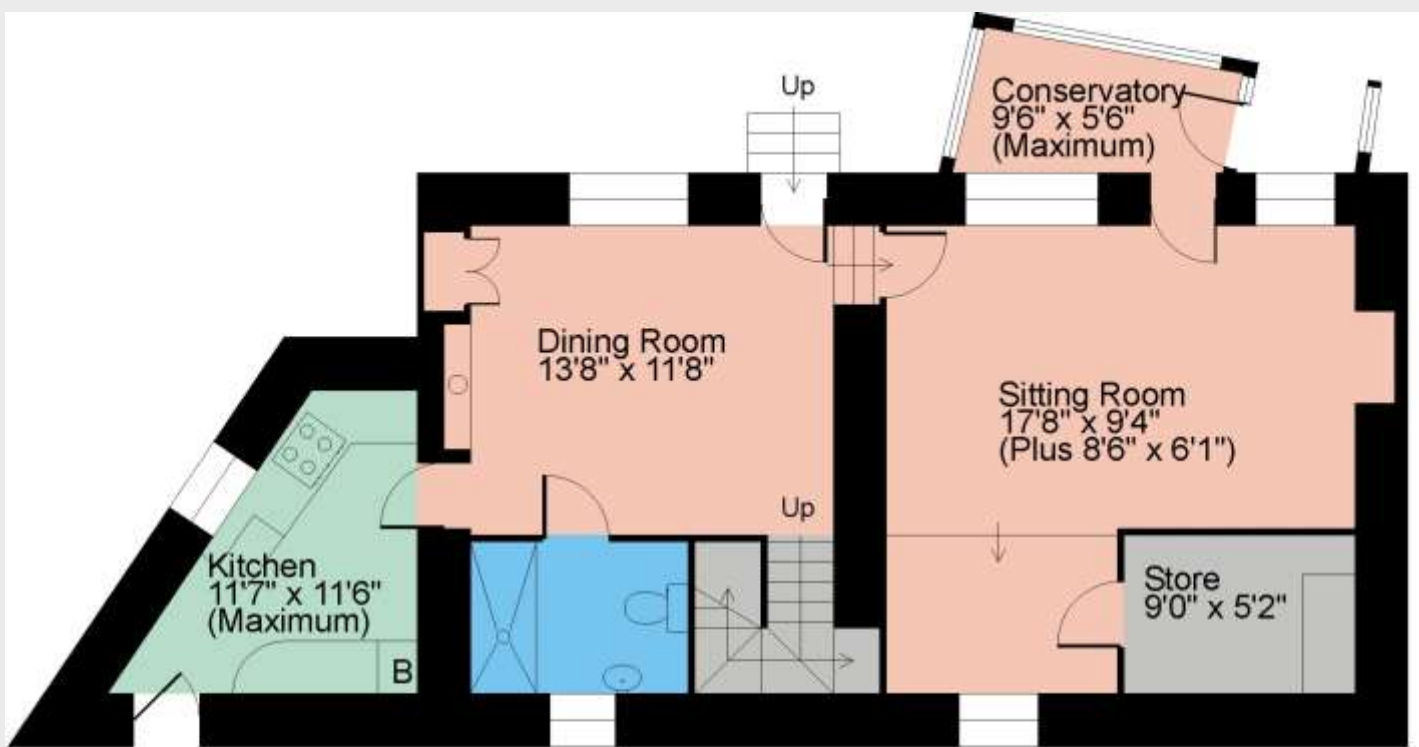 Up
Conservatory
9'6" x 5'6"
(Maximum)
Dining Room
13'8" x 11'8"
Sitting Room
17'8" x 9'4"
(Plus 8'6" x 6'1")
Up
Kitchen
11'7" x 11'6"
(Maximum)
B
Store
9'0" x 5'2"